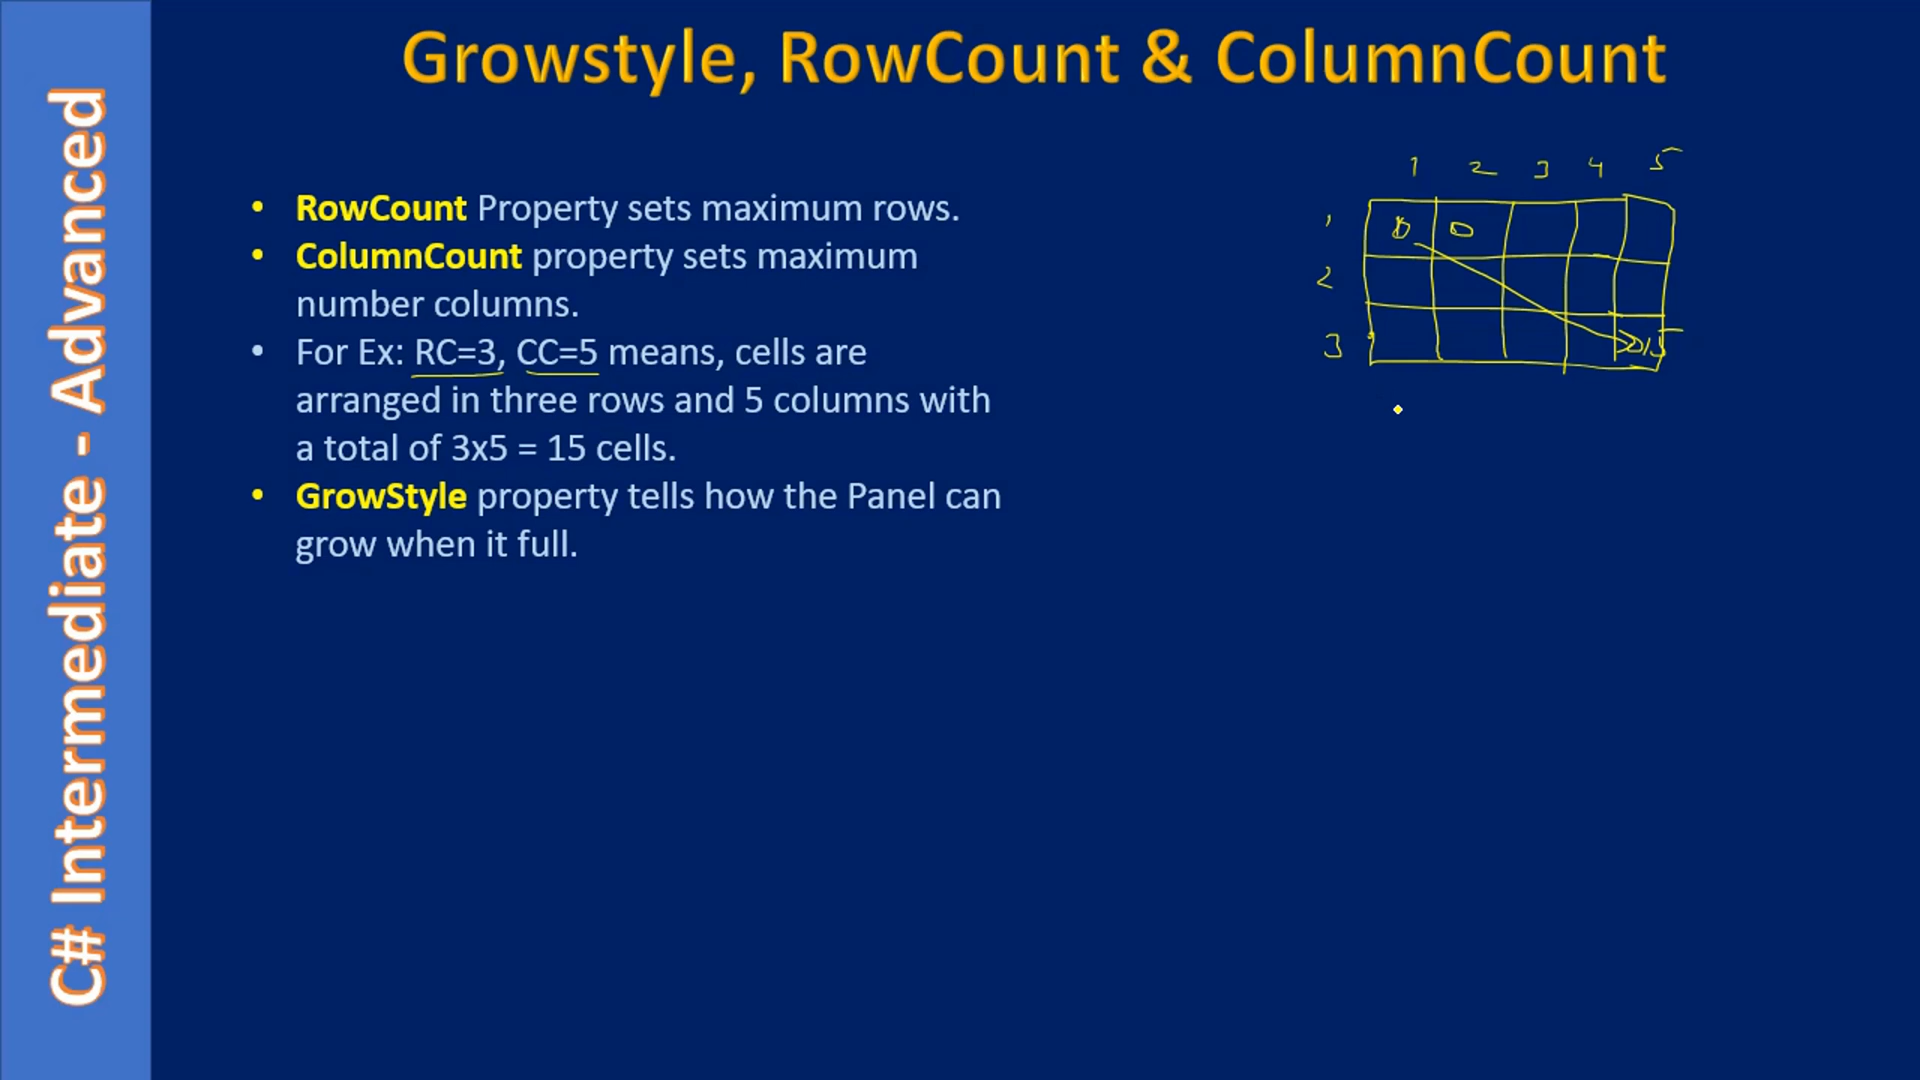 Growstyle, RowCount & ColumnCount
C# Intermediate - Advanced
• RowCount Property sets maximum rows.
• ColumnCount property sets maximum
number columns.
• For Ex: RC=3, CC=5 means, cells are
arranged in three rows and 5 columns with
a total of 3x5 = 15 cells.
• GrowStyle property tells how the Panel can
grow when it full.
1 2 3 4 5
1
2
3
15